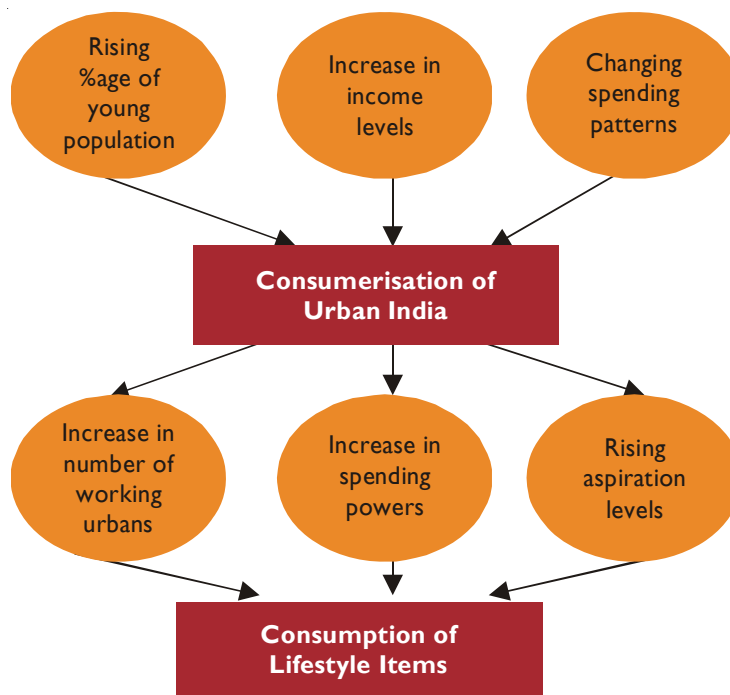 Rising
%age of
young
population
Increase in
income
levels
Changing
spending
patterns
Consumerisation of
Urban India
Increase in
number of
working
urbans
Increase in
spending
powers
Rising
aspiration
levels
Consumption of
Lifestyle Items